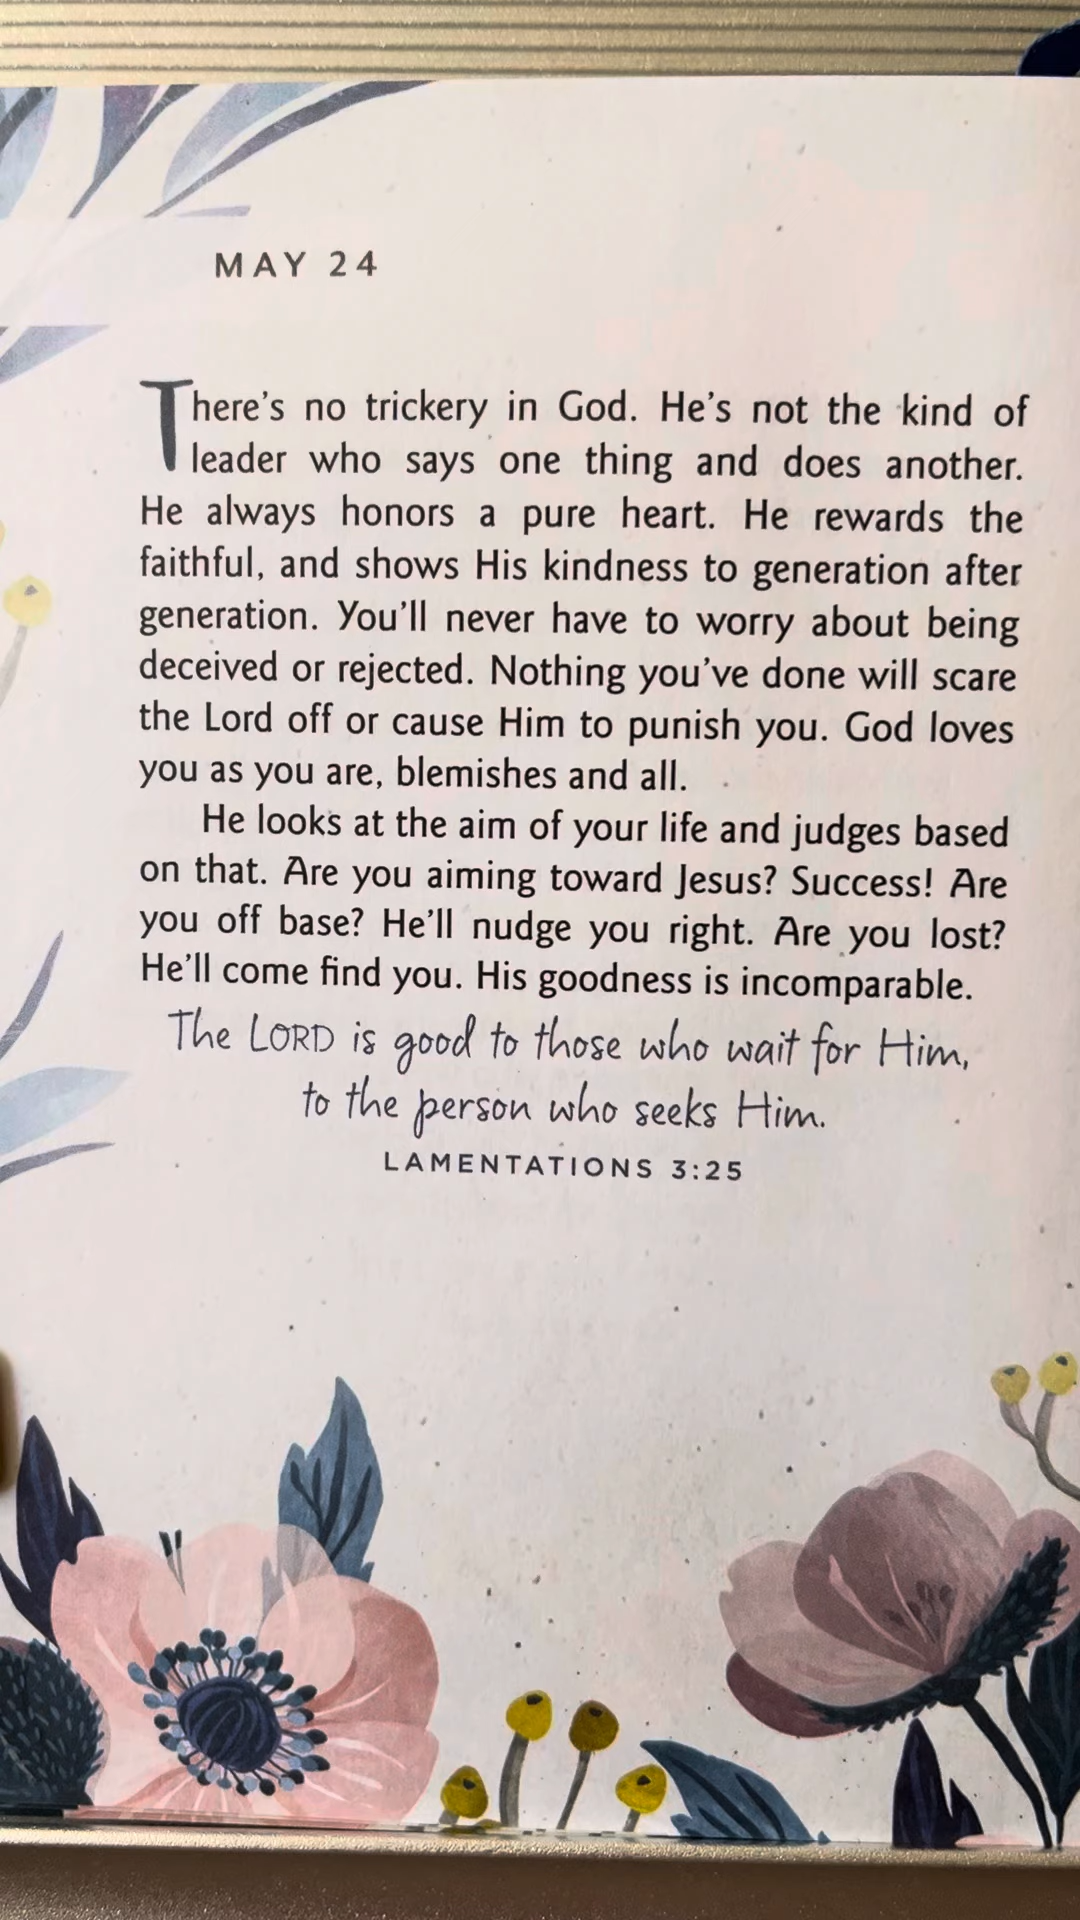 MAY 24
There's no trickery in God. He's not the kind of
leader who says one thing and does another.
He always honors a pure heart. He rewards the
faithful, and shows His kindness to generation after
generation. You'll never have to worry about being
deceived or rejected. Nothing you've done will scare
the Lord off or cause Him to punish you. God loves
you as you are, blemishes and all.
He looks at the aim of your life and judges based
on that. Are you aiming toward Jesus? Success! Are
you off base? He'll nudge you right. Are you lost?
He'll come find you. His goodness is incomparable.
The LORD is good to those who wait for Him,
to the person who seeks Him.
LAMENTATIONS 3:25